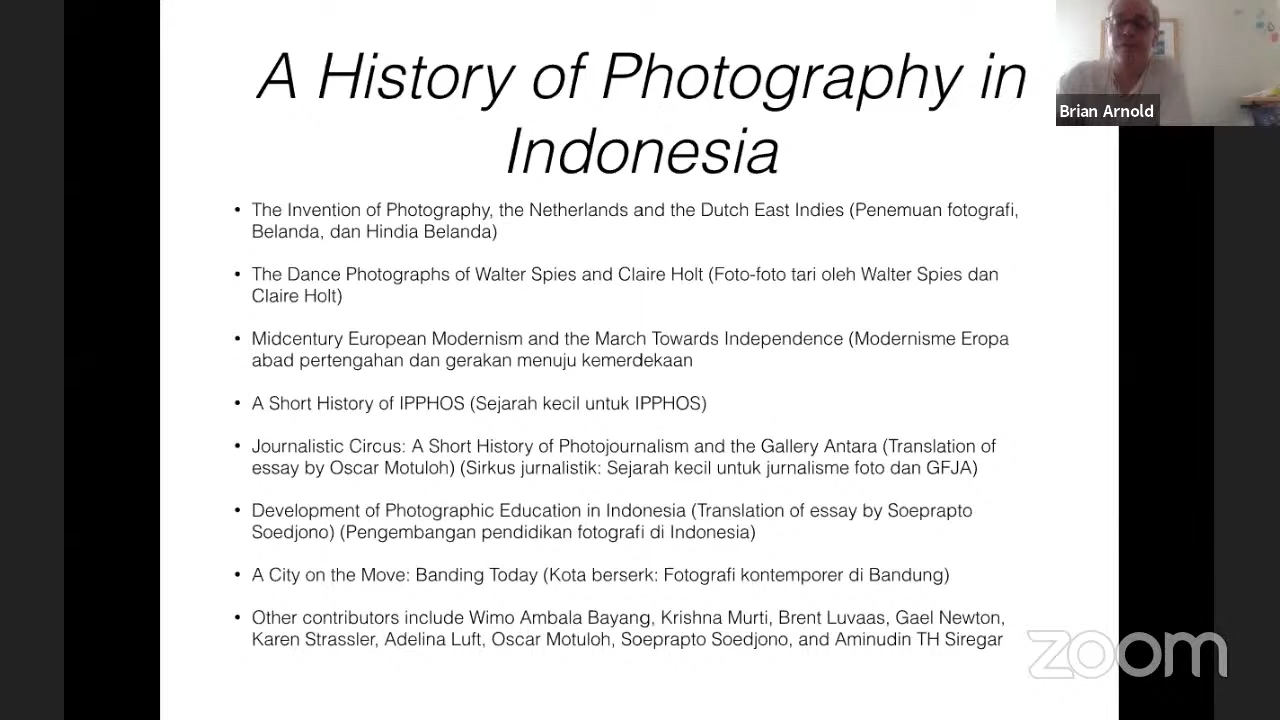 A History of Photography in
Indonesia
Brian Arnold
• The Invention of Photography, the Netherlands and the Dutch East Indies (Penemuan fotografi,
Belanda, dan Hindia Belanda)
• The Dance Photographs of Walter Spies and Claire Holt (Foto-foto tari oleh Walter Spies dan
Claire Holt)
• Midcentury European Modernism and the March Towards Independence (Modernisme Eropa
abad pertengahan dan gerakan menuju kemerdekaan
• A Short History of IPPHOS (Sejarah kecil untuk IPPHOS)
• Journalistic Circus: A Short History of Photojournalism and the Gallery Antara (Translation of
essay by Oscar Motuloh) (Sirkus jurnalistik: Sejarah kecil untuk jurnalisme foto dan GFJA)
• Development of Photographic Education in Indonesia (Translation of essay by Soeprapto
Soedjono) (Pengembangan pendidikan fotografi di Indonesia)
• A City on the Move: Banding Today (Kota berserk: Fotografi kontemporer di Bandung)
• Other contributors include Wimo Ambala Bayang, Krishna Murti, Brent Luvaas, Gael Newton,
Karen Strassler, Adelina Luft, Oscar Motuloh, Soeprapto Soedjono, and Aminudin TH Siregar
zoom